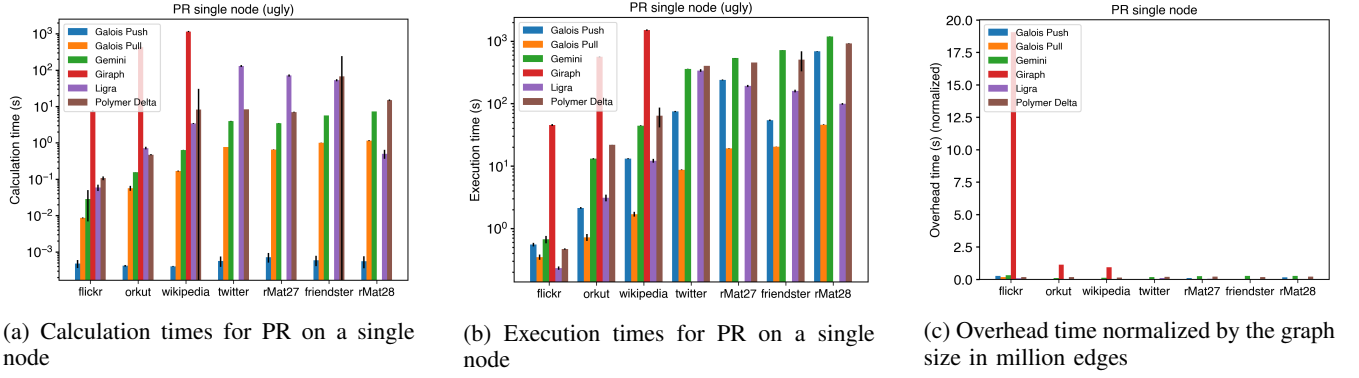 PR single node (ugly)
Calculation time (s)
10³
10²
10¹
10⁰
10⁻¹
10⁻²
10⁻³
Galois Push
Galois Pull
Gemini
Giraph
Ligra
Polymer Delta
flickr orkut wikipedia twitter rMat27 friendster rMat28
(a) Calculation times for PR on a single
node
PR single node (ugly)
Execution time (s)
10³
10²
10¹
10⁰
Galois Push
Galois Pull
Gemini
Giraph
Ligra
Polymer Delta
flickr orkut wikipedia twitter rMat27 friendster rMat28
(b) Execution times for PR on a single
node
PR single node
Overhead time (s) (normalized)
20.0
17.5
15.0
12.5
10.0
7.5
5.0
2.5
0.0
Galois Push
Galois Pull
Gemini
Giraph
Ligra
Polymer Delta
flickr orkut wikipedia twitter rMat27 friendster rMat28
(c) Overhead time normalized by the graph
size in million edges